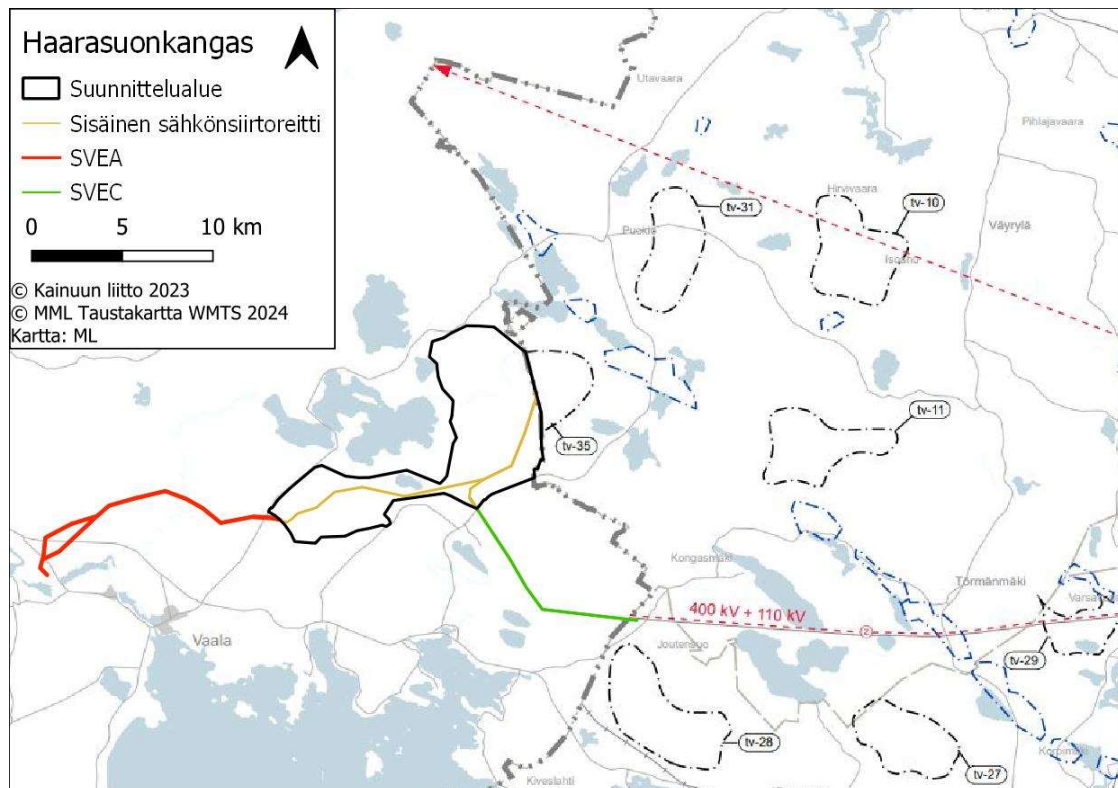 Haarasuonkangas
Suunnittelualue
Sisäinen sähkönsiirtoreitti
SVEA
SVEC
0 5 10 km
© Kainuun liitto 2023
© MML Taustakartta WMTS 2024
Kartta: ML
Utavaara
Pihlajavaara
Hirvivaara
tv-31
tv-10
Puokio
Väyrylä
tv-11
tv-35
Kongasmäki
Törmänmäki
400 kV + 110 kV
2
Vaala
Joutensuo
tv-29
tv-28
tv-27
Kiveslahti